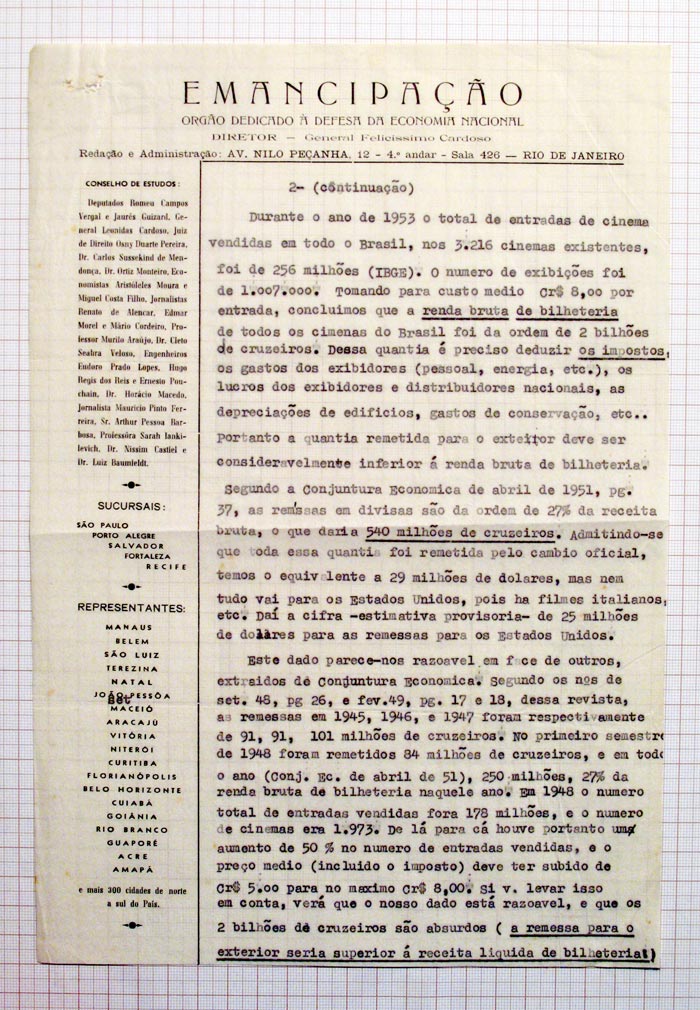 EMANCIPAÇÃO
ORGÃO DEDICADO À DEFESA DA ECONOMIA NACIONAL
DIRETOR — General Felicissimo Cardoso
Redação e Administração: AV. NILO PEÇANHA, 12 - 4.º andar - Sala 426 — RIO DE JANEIRO
CONSELHO DE ESTUDOS:
Deputados Romeu Campos
Vergal e Jaurés Guizard, Ge-
neral Leonidas Cardoso, Juiz
de Direito Osny Duarte Pereira,
Dr. Carlos Sussekind de Men-
donça, Dr. Ortiz Monteiro, Eco-
nomistas Aristóteles Moura e
Miguel Costa Filho, Jornalistas
Renato de Alencar, Edmar
Morel e Mário Cordeiro, Pro-
fessor Murilo Araújo, Dr. Cleto
Seabra Veloso, Engenheiros
Eudoro Prado Lopes, Hugo
Regis dos Reis e Ernesto Pou-
chain, Dr. Horácio Macedo,
Jornalista Mauricio Pinto Fer-
reira, Sr. Arthur Pessoa Bar-
bosa, Professôra Sarah Ianki-
levich, Dr. Nissim Castiel e
Dr. Luiz Baumfeldt.
SUCURSAIS:
SÃO PAULO
PORTO ALEGRE
SALVADOR
FORTALEZA
RECIFE
REPRESENTANTES:
MANAUS
BELEM
SÃO LUIZ
TEREZINA
NATAL
JOÃO PESSÔA
MACEIÓ
ARACAJÚ
VITÓRIA
NITERÓI
CURITIBA
FLORIANÓPOLIS
BELO HORIZONTE
CUIABÁ
GOIÂNIA
RIO BRANCO
GUAPORÉ
ACRE
AMAPÁ
e mais 300 cidades de norte
a sul do País.
2- (continuação)
Durante o ano de 1953 o total de entradas de cinema
vendidas em todo o Brasil, nos 3.216 cinemas existentes,
foi de 256 milhões (IBGE). O numero de exibições foi
de 1.007.000. Tomando para custo medio Cr$ 8,00 por
entrada, concluimos que a renda bruta de bilheteria
de todos os cimenas do Brasil foi da ordem de 2 bilhões
de cruzeiros. Dessa quantia é preciso deduzir os impostos,
os gastos dos exibidores (pessoal, energia, etc.), os
lucros dos exibidores e distribuidores nacionais, as
depreciações de edificios, gastos de conservação, etc..
Portanto a quantia remetida para o exterior deve ser
consideravelmente inferior á renda bruta de bilheteria.
Segundo a Conjuntura Economica de abril de 1951, pg.
37, as remessas em divisas são da ordem de 27% da receita
bruta, o que daria 540 milhões de cruzeiros. Admitindo-se
que toda essa quantia foi remetida pelo cambio oficial,
temos o equivalente a 29 milhões de dolares, mas nem
tudo vai para os Estados Unidos, pois ha filmes italianos,
etc. Daí a cifra -estimativa provisoria- de 25 milhões
de dolares para as remessas para os Estados Unidos.
Este dado parece-nos razoavel em face de outros,
extraidos de Conjuntura Economica. Segundo os nos de
set. 48, pg 26, e fev.49, pg. 17 e 18, dessa revista,
as remessas em 1945, 1946, e 1947 foram respectivamente
de 91, 91, 101 milhões de cruzeiros. No primeiro semestre
de 1948 foram remetidos 84 milhões de cruzeiros, e em todo
o ano (Conj. Ec. de abril de 51), 250 milhões, 27% da
renda bruta de bilheteria naquele ano. Em 1948 o numero
total de entradas vendidas fora 178 milhões, e o numero
de cinemas era 1.973. De lá para cá houve portanto um
aumento de 50 % no numero de entradas vendidas, e o
preço medio (incluido o imposto) deve ter subido de
Cr$ 5.00 para no maximo Cr$ 8,00. Si v. levar isso
em conta, verá que o nosso dado está razoavel, e que os
2 bilhões de cruzeiros são absurdos ( a remessa para o
exterior seria superior á receita liquida de bilheteria!)